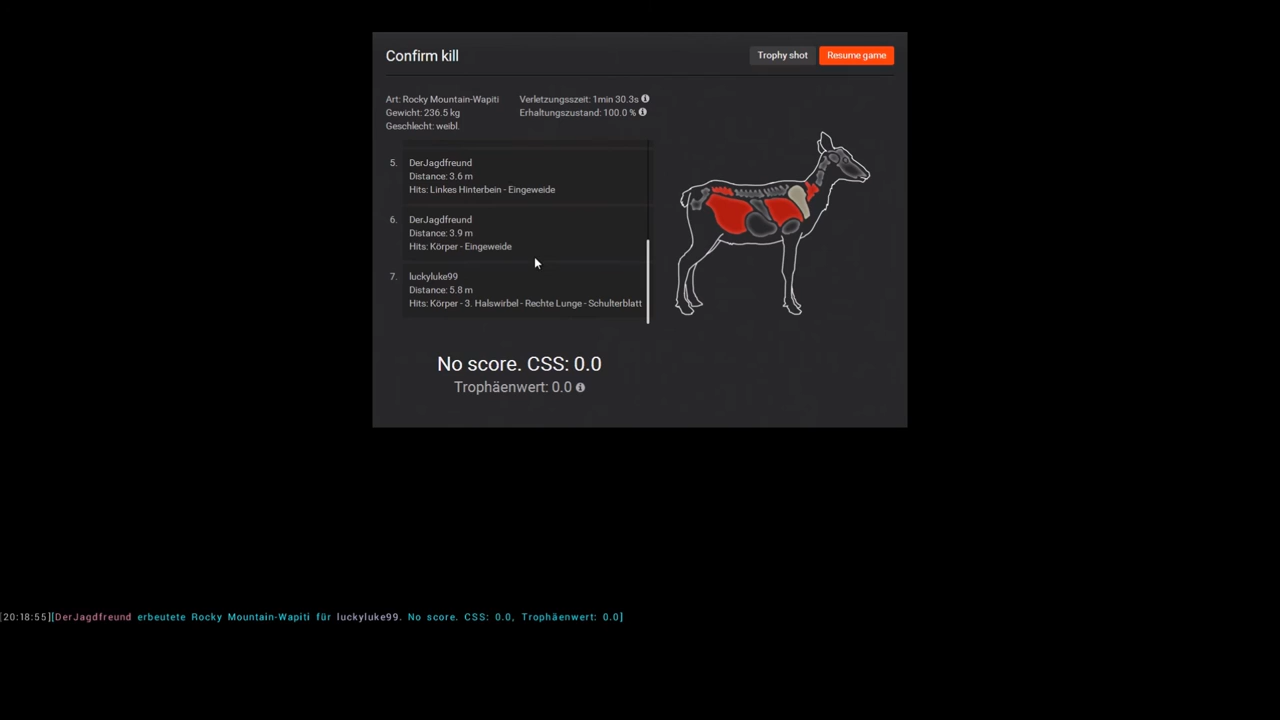 Confirm kill
Trophy shot
Resume game
Art: Rocky Mountain-Wapiti
Gewicht: 236.5 kg
Geschlecht: weibl.
Verletzungsszeit: 1min 30.3s
Erhaltungszustand: 100.0 %
5. DerJagdfreund
Distance: 3.6 m
Hits: Linkes Hinterbein - Eingeweide
6. DerJagdfreund
Distance: 3.9 m
Hits: Körper - Eingeweide
7. luckyluke99
Distance: 5.8 m
Hits: Körper - 3. Halswirbel - Rechte Lunge - Schulterblatt
No score. CSS: 0.0
Trophäenwert: 0.0
[20:18:55][DerJagdfreund erbeutete Rocky Mountain-Wapiti für luckyluke99. No score. CSS: 0.0, Trophäenwert: 0.0]